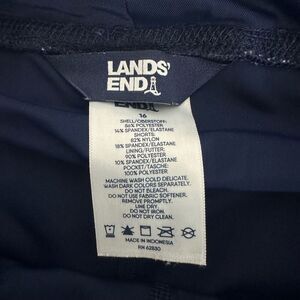 LANDS'
END
END
16
SHELL/OBERSTOFF:
86% POLYESTER
14% SPANDEX/ELASTANE
SHORTS:
82% NYLON
18% SPANDEX/ELASTANE
LINING/FUTTER:
90% POLYESTER
10% SPANDEX/ELASTANE
POCKET/TASCHE:
100% POLYESTER
MACHINE WASH COLD DELICATE.
WASH DARK COLORS SEPARATELY.
DO NOT BLEACH.
DO NOT USE FABRIC SOFTENER.
REMOVE PROMPTLY.
LINE DRY.
DO NOT IRON.
DO NOT DRY CLEAN.
MADE IN INDONESIA
RN 62830